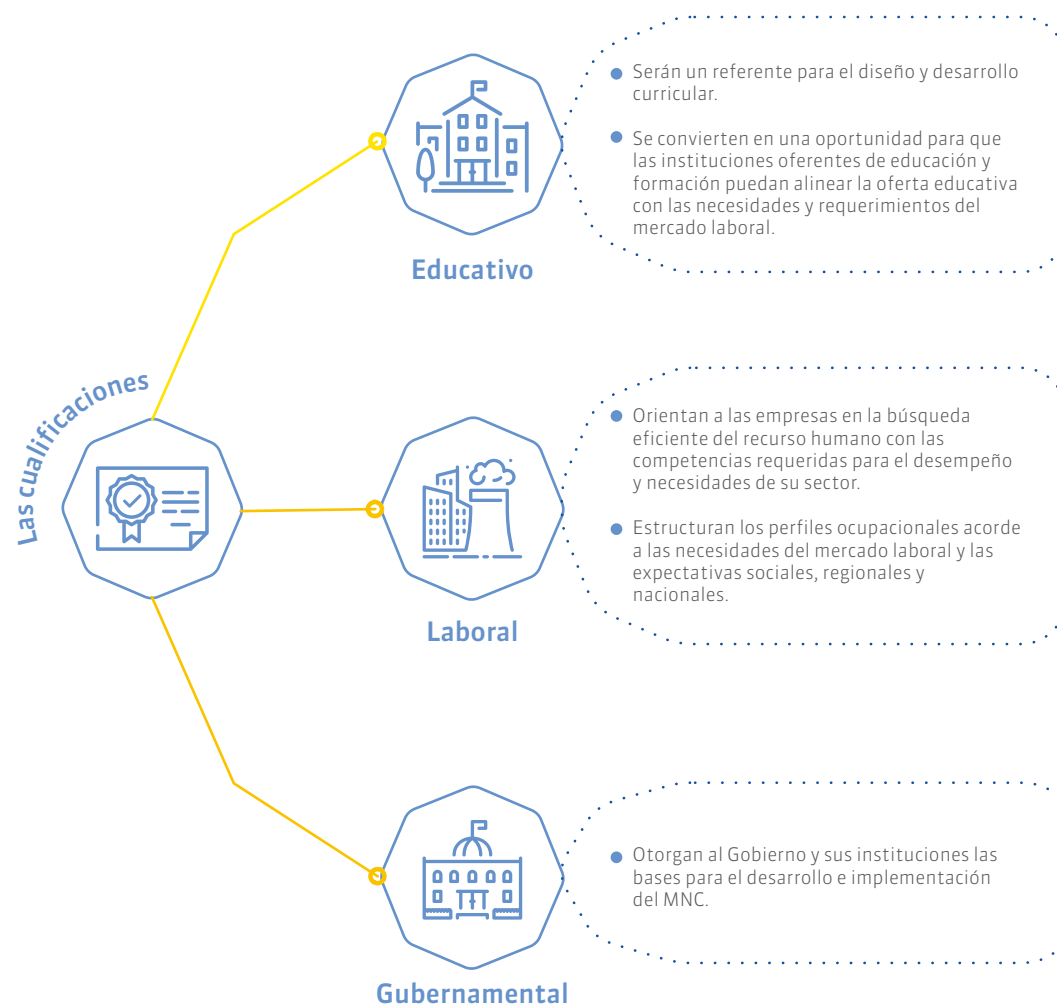 Las cualificaciones
Serán un referente para el diseño y desarrollo
curricular.
Se convierten en una oportunidad para que
las instituciones oferentes de educación y
formación puedan alinear la oferta educativa
con las necesidades y requerimientos del
mercado laboral.
Educativo
Orientan a las empresas en la búsqueda
eficiente del recurso humano con las
competencias requeridas para el desempeño
y necesidades de su sector.
Estructuran los perfiles ocupacionales acorde
a las necesidades del mercado laboral y las
expectativas sociales, regionales y
nacionales.
Laboral
Otorgan al Gobierno y sus instituciones las
bases para el desarrollo e implementación
del MNC.
Gubernamental